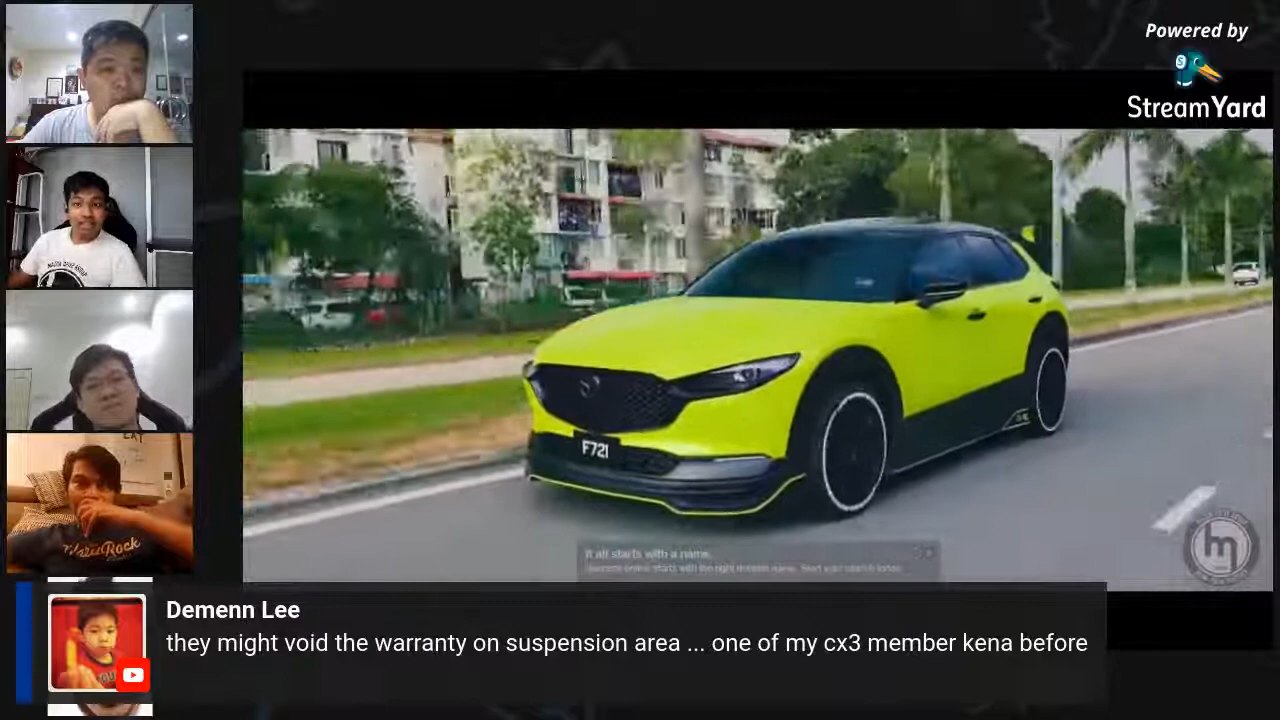 Powered by
StreamYard
F721
It all starts with a name.
Demenn Lee
they might void the warranty on suspension area ... one of my cx3 member kena before